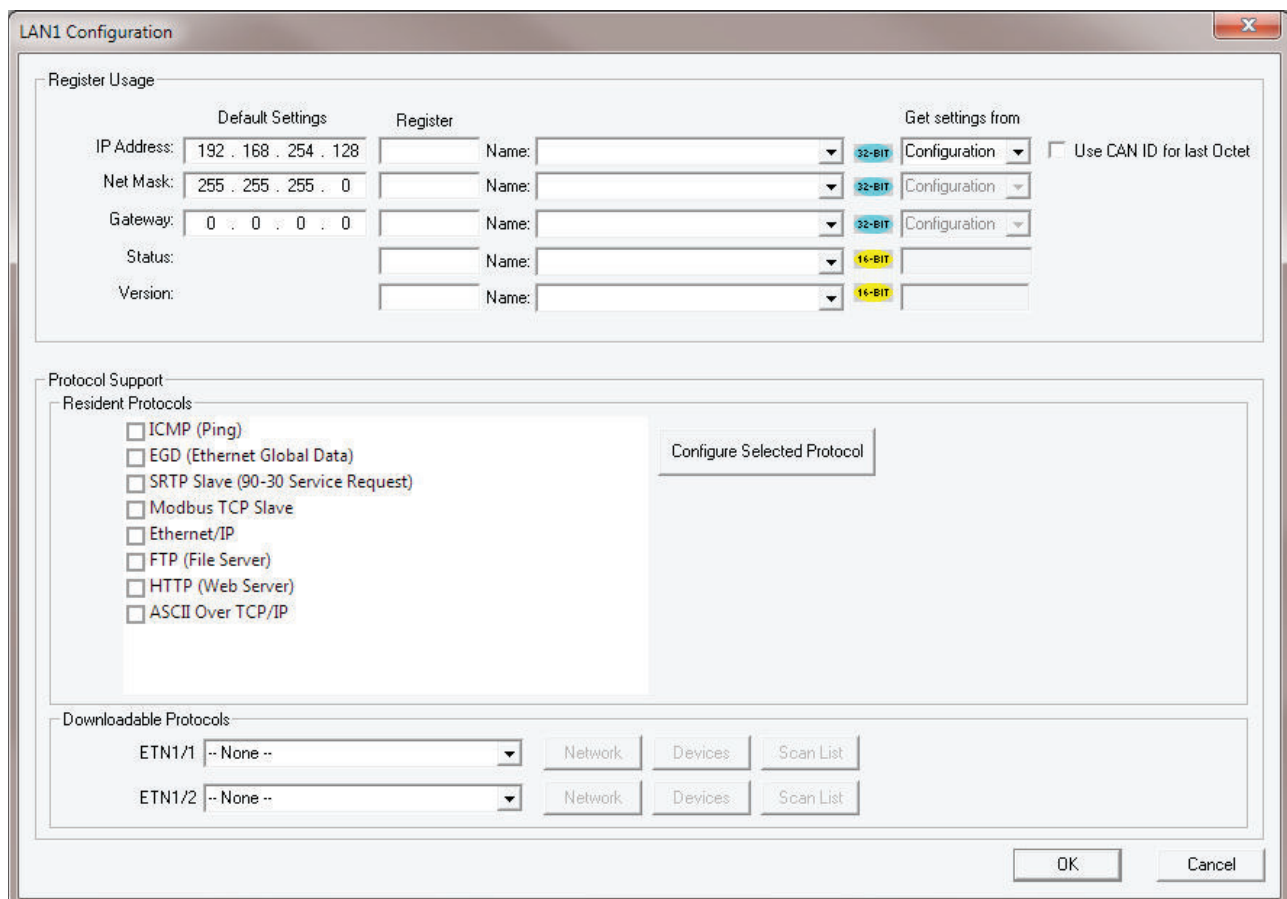 LAN1 Configuration
Register Usage
Default Settings Register Get settings from
IP Address: 192 . 168 . 254 . 128 Name: 32-BIT Configuration Use CAN ID for last Octet
Net Mask: 255 . 255 . 255 . 0 Name: 32-BIT Configuration
Gateway: 0 . 0 . 0 . 0 Name: 32-BIT Configuration
Status: Name: 16-BIT
Version: Name: 16-BIT
Protocol Support
Resident Protocols
ICMP (Ping)
EGD (Ethernet Global Data)
SRTP Slave (90-30 Service Request)
Modbus TCP Slave
Ethernet/IP
FTP (File Server)
HTTP (Web Server)
ASCII Over TCP/IP
Configure Selected Protocol
Downloadable Protocols
ETN1/1 -- None -- Network Devices Scan List
ETN1/2 -- None -- Network Devices Scan List
OK Cancel